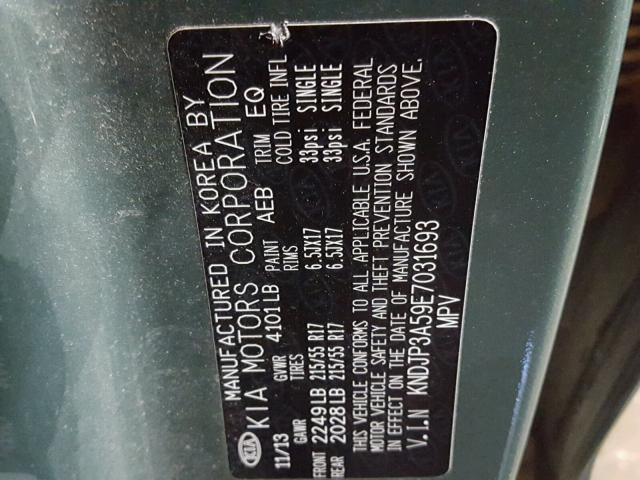 MANUFACTURED IN KOREA BY
KIA KIA MOTORS CORPORATION
11/13 GVWR 4101LB PAINT AEB TRIM EQ
GAWR TIRES RIMS COLD TIRE INFL
FRONT 2249LB 215/55 R17 6.5JX17 33psi SINGLE
REAR 2028LB 215/55 R17 6.5JX17 33psi SINGLE
THIS VEHICLE CONFORMS TO ALL APPLICABLE U.S.A. FEDERAL
MOTOR VEHICLE SAFETY AND THEFT PREVENTION STANDARDS
IN EFFECT ON THE DATE OF MANUFACTURE SHOWN ABOVE.
V.I.N KNDJP3A59E7031693
MPV